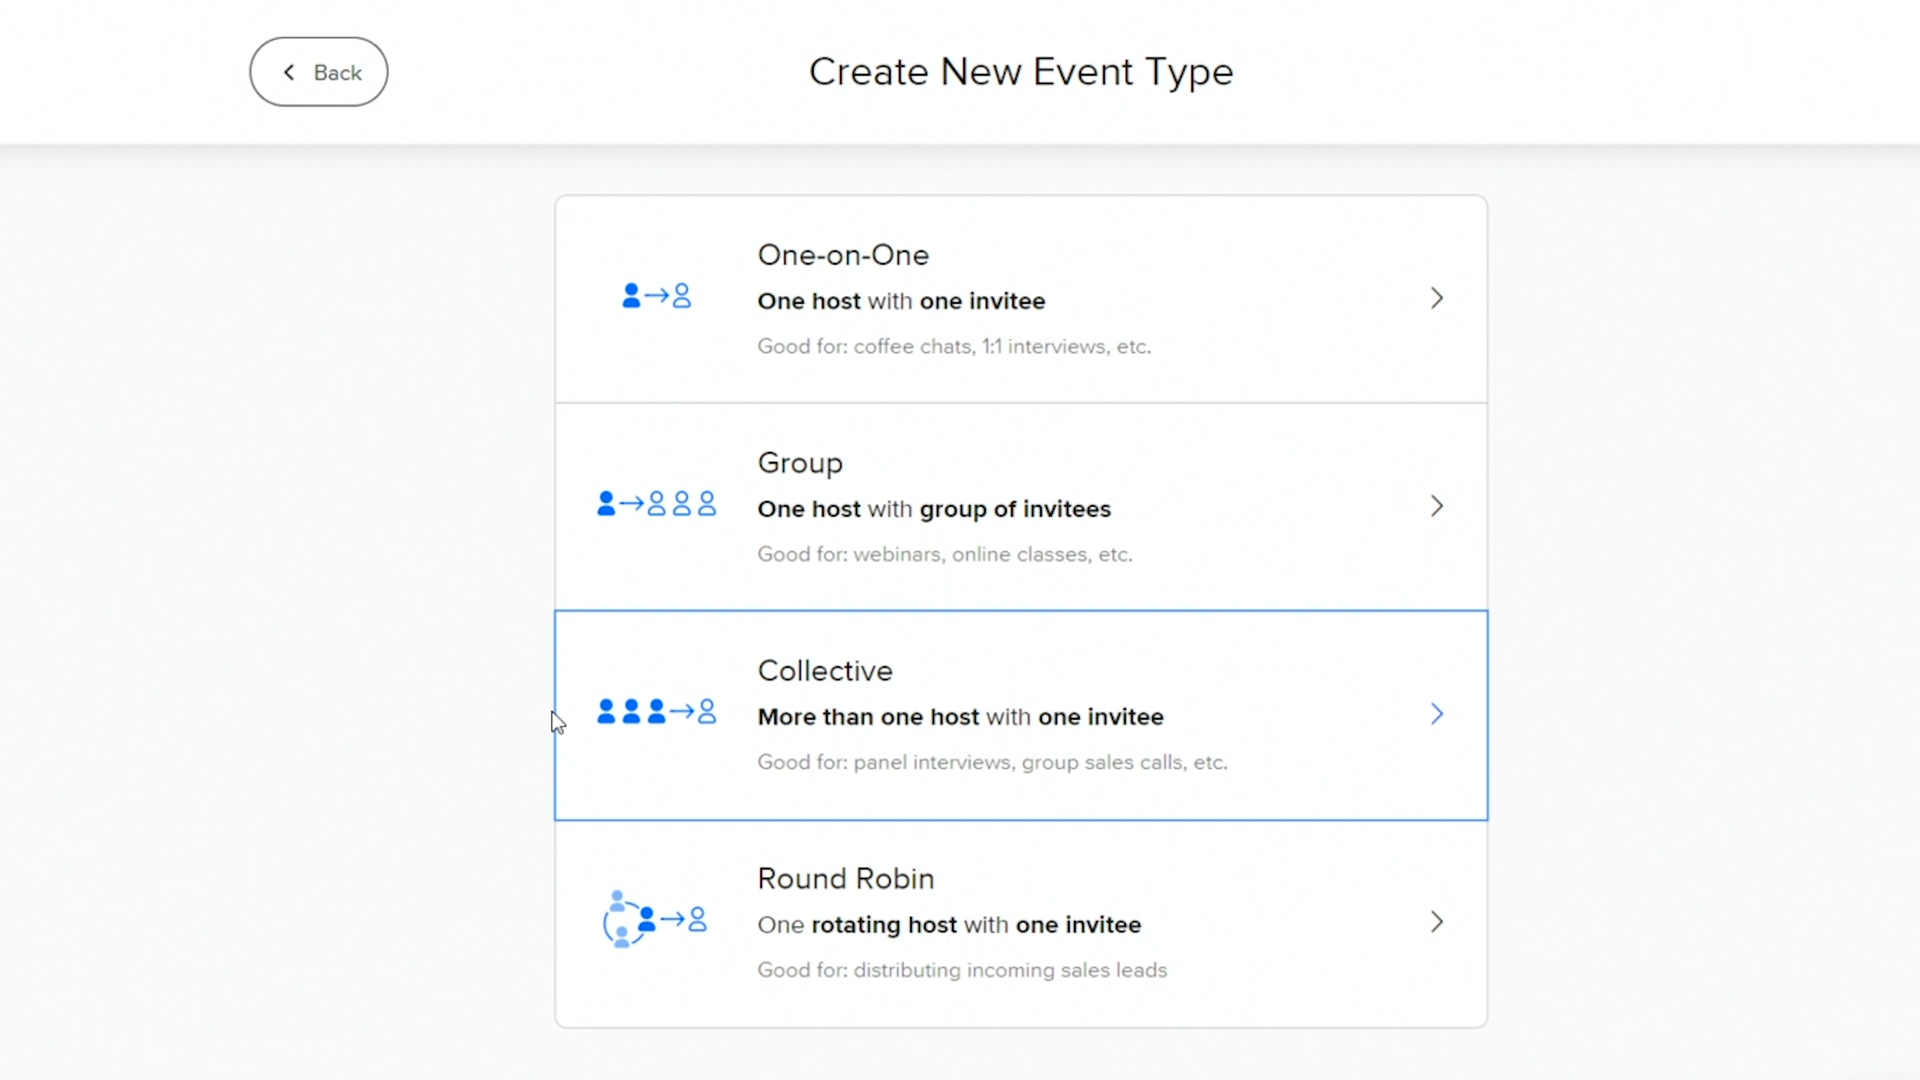 Back
Create New Event Type
One-on-One
One host with one invitee
Good for: coffee chats, 1:1 interviews, etc.
Group
One host with group of invitees
Good for: webinars, online classes, etc.
Collective
More than one host with one invitee
Good for: panel interviews, group sales calls, etc.
Round Robin
One rotating host with one invitee
Good for: distributing incoming sales leads